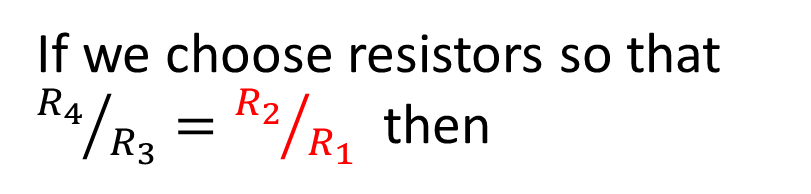 If we choose resistors so that
R₄/R₃ = R₂/R₁ then